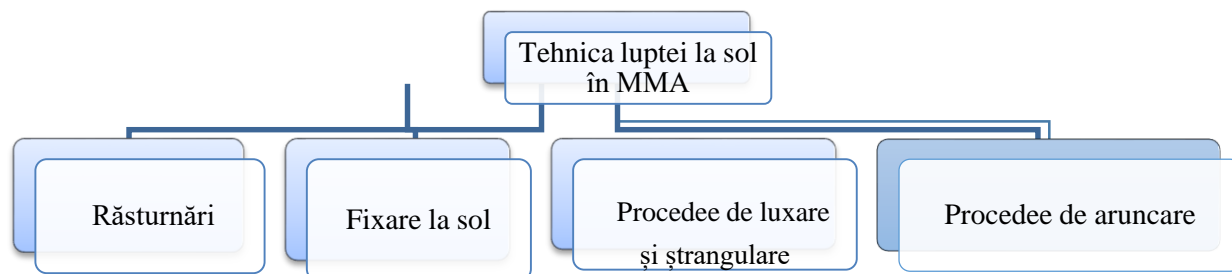 Tehnica luptei la sol
în MMA
Răsturnări
Fixare la sol
Procedee de luxare
și ștrangulare
Procedee de aruncare